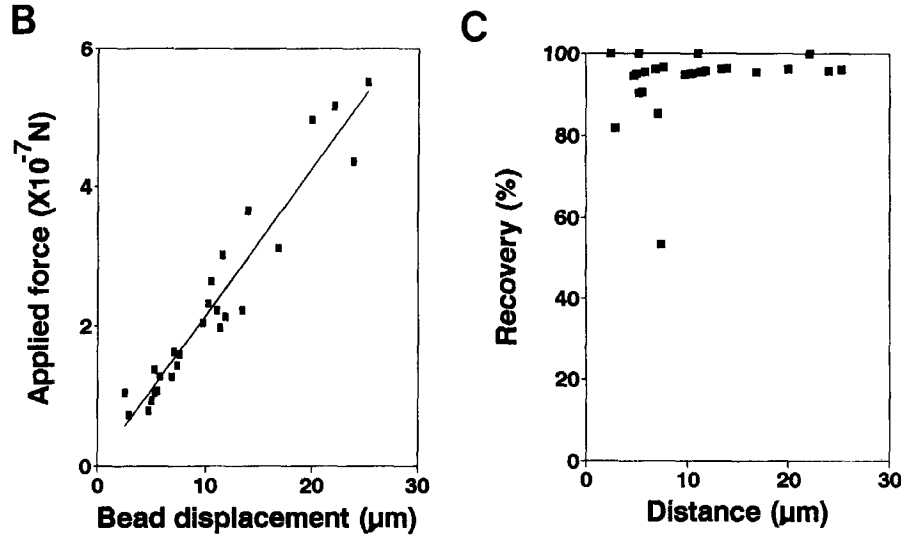 B
Applied force (X10⁻⁷N)
6
4
2
0
0 10 20 30
Bead displacement (μm)
C
Recovery (%)
100
80
60
40
20
0
0 10 20 30
Distance (μm)